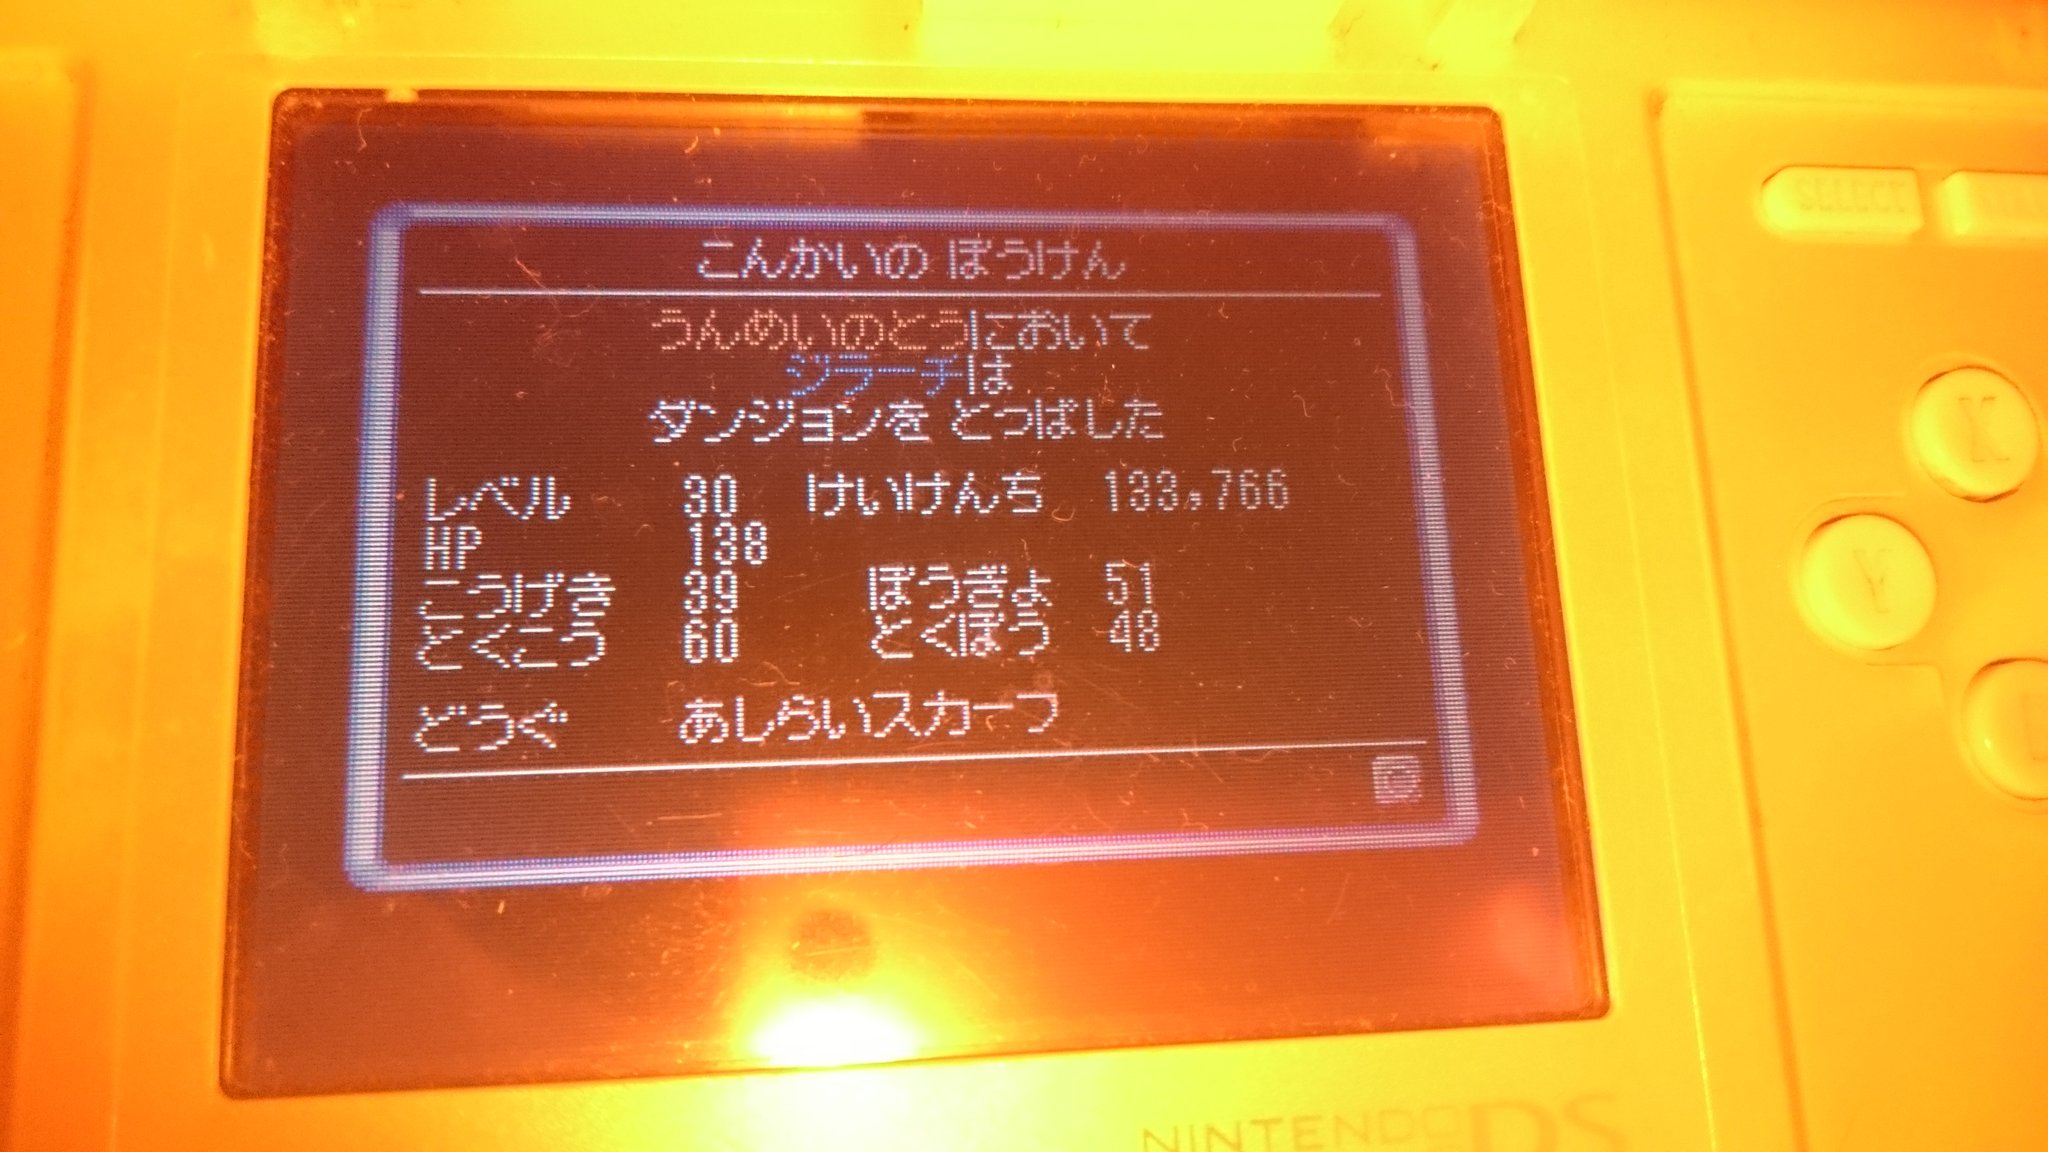 こんかいの ぼうけん
うんめいのとうにおいて
ジラーチは
ダンジョンを とっぱした
レベル 30 けいけんち 133,766
HP 138
こうげき 39 ぼうぎょ 51
とくこう 60 とくぼう 48
どうぐ あしらいスカーフ
SELECT
X
Y
NINTENDO DS